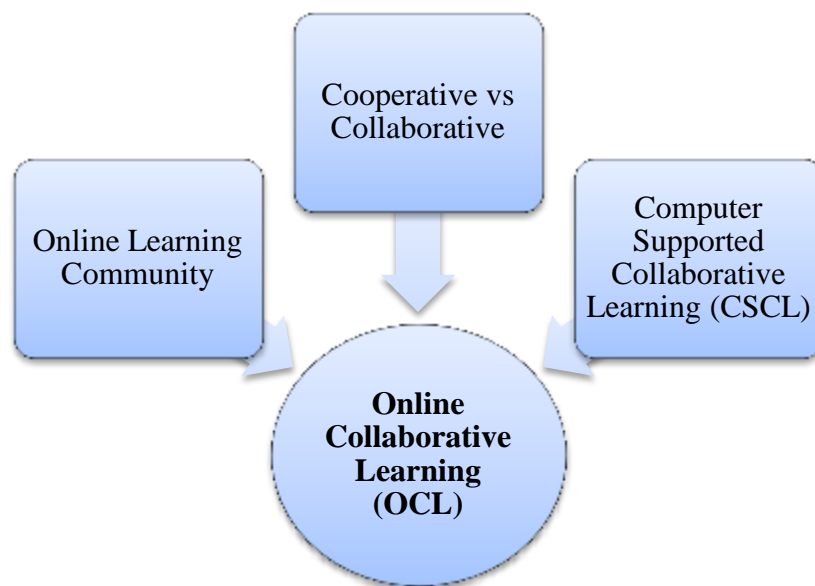 Cooperative vs
Collaborative
Online Learning
Community
Computer
Supported
Collaborative
Learning (CSCL)
Online
Collaborative
Learning
(OCL)